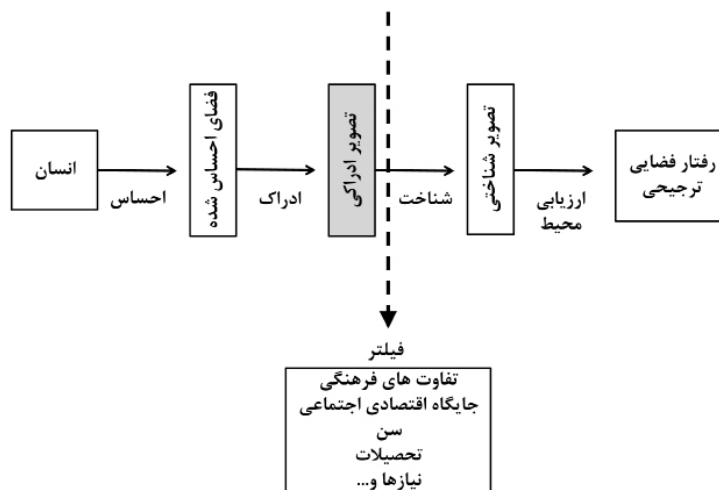 انسان
احساس
فضای احساس شده
ادراک
تصویر ادراکی
شناخت
تصویر شناختی
ارزیابی
محیط
رفتار فضایی
ترجیحی
فیلتر
تفاوت های فرهنگی
جایگاه اقتصادی اجتماعی
سن
تحصیلات
نیازها و...